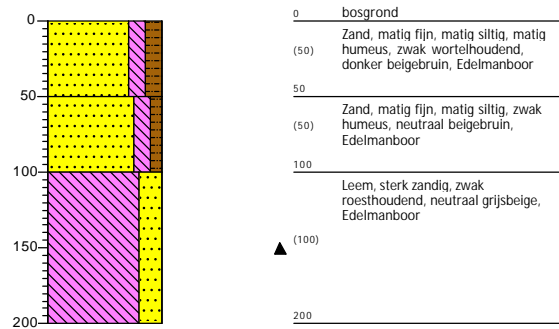 0
50
100
150
200
0 bosgrond
(50) Zand, matig fijn, matig siltig, matig
humeus, zwak wortelhoudend,
donker beigebruin, Edelmanboor
50
(50) Zand, matig fijn, matig siltig, zwak
humeus, neutraal beigebruin,
Edelmanboor
100
Leem, sterk zandig, zwak
roesthoudend, neutraal grijsbeige,
Edelmanboor
(100)
200